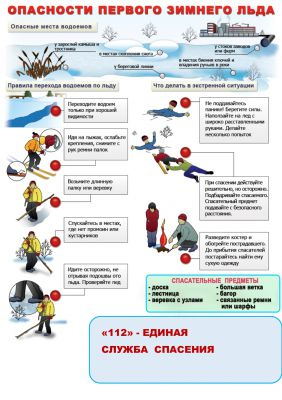 ОПАСНОСТИ ПЕРВОГО ЗИМНЕГО ЛЬДА
Опасные места водоемов
у зарослей камыша и
тростника
в местах скопления снега
у береговой линии
у стоков заводов
или ферм
в местах биения ключей и
впадения ручьев в реки
Правила перехода водоемов по льду
Переходите водоем
только при хорошей
видимости
Идя на лыжах, ослабьте
крепления, снимите с
рук ремни палок
Возьмите длинную
палку или веревку
Спускайтесь в местах,
где нет промоин или
кустарников
Идите осторожно, не
отрывая подошвы ото
льда. Проверяйте лед
Что делать в экстренной ситуации
Не поддавайтесь
панике! Берегите силы.
Наползайте на лед с
широко расставленными
руками. Делайте
несколько попыток
При спасении действуйте
решительно, но осторожно.
Подбадривайте спасаемого.
Спасательный предмет
подавайте с безопасного
расстояния.
Разведите костер и
обогрейте пострадавшего
До прибытия спасателей
постарайтесь найти ему
сухую одежду
СПАСАТЕЛЬНЫЕ ПРЕДМЕТЫ
- доска
- лестница
- веревка с узлами
- большая ветка
- багор
- связанные ремни
или шарфы
«112» - ЕДИНАЯ
СЛУЖБА СПАСЕНИЯ